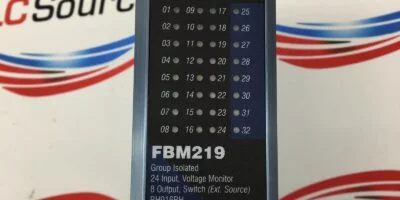 LCSource
01 09 17 25
02 10 18 26
03 11 19 27
04 12 20 28
05 13 21 29
06 14 22 30
07 15 23 31
08 16 24 32
FBM219
Group Isolated
24 Input, Voltage Monitor
8 Output, Switch (Ext. Source)